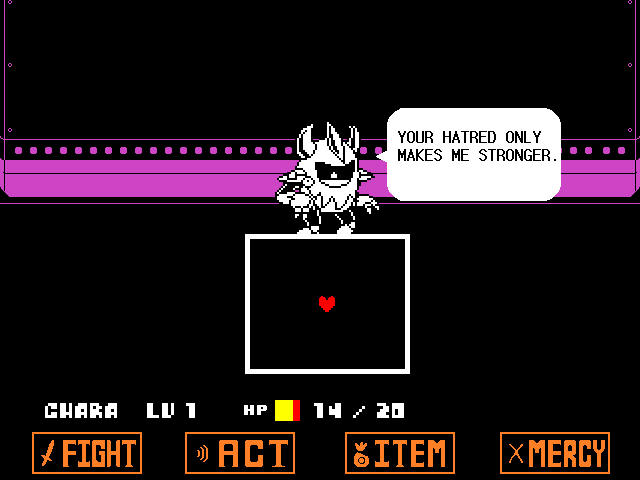 YOUR HATRED ONLY
MAKES ME STRONGER.
CHARA LV 1 HP 14 / 20
FIGHT ACT ITEM MERCY